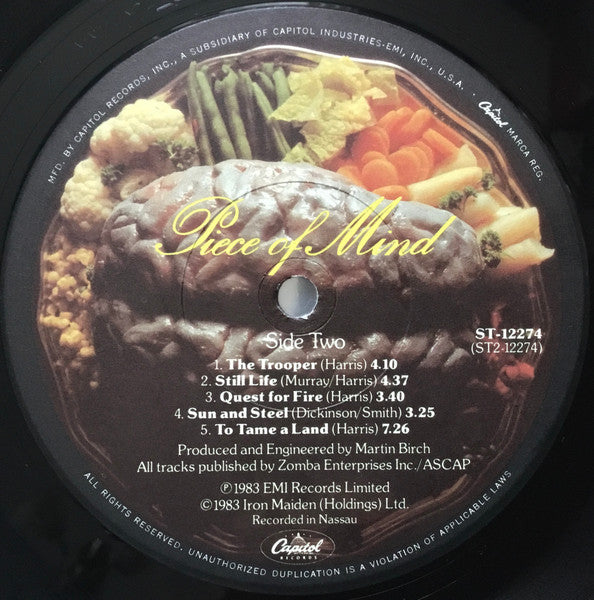 MFD. BY CAPITOL RECORDS, INC., A SUBSIDIARY OF CAPITOL INDUSTRIES-EMI, INC., U.S.A. · Capitol MARCA REG.
Piece of Mind
Side Two
ST-12274
(ST2-12274)
1. The Trooper (Harris) 4.10
2. Still Life (Murray/Harris) 4.37
3. Quest for Fire (Harris) 3.40
4. Sun and Steel (Dickinson/Smith) 3.25
5. To Tame a Land (Harris) 7.26
Produced and Engineered by Martin Birch
All tracks published by Zomba Enterprises Inc./ASCAP
℗1983 EMI Records Limited
©1983 Iron Maiden (Holdings) Ltd.
Recorded in Nassau
Capitol
RECORDS
ALL RIGHTS RESERVED. UNAUTHORIZED DUPLICATION IS A VIOLATION OF APPLICABLE LAWS